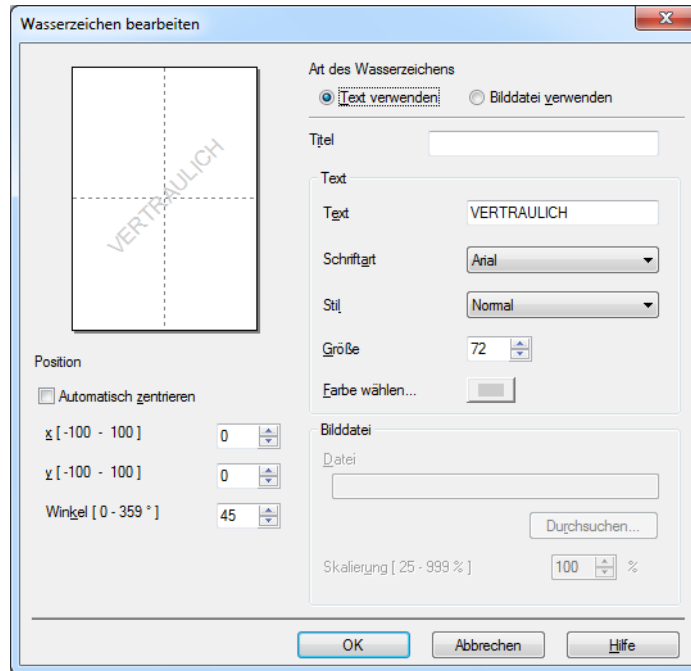 Wasserzeichen bearbeiten
VERTRAULICH
Position
Automatisch zentrieren
x [ -100 - 100 ] 0
y [ -100 - 100 ] 0
Winkel [ 0 - 359 ° ] 45
Art des Wasserzeichens
Text verwenden Bilddatei verwenden
Titel
Text
Text VERTRAULICH
Schriftart Arial
Stil Normal
Größe 72
Farbe wählen...
Bilddatei
Datei
Durchsuchen...
Skalierung [ 25 - 999 % ] 100 %
OK Abbrechen Hilfe